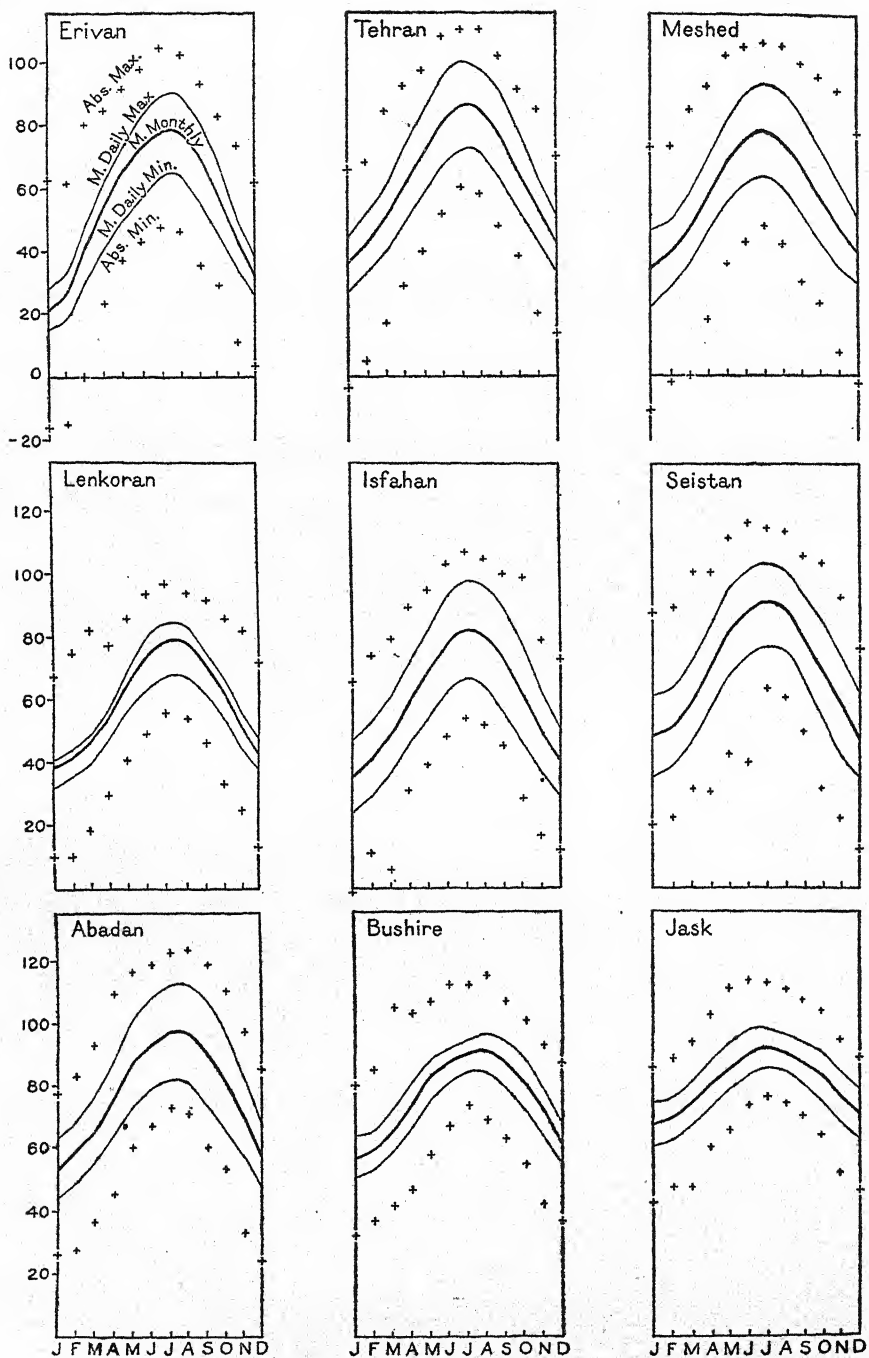 Erivan
Tehran
Meshed
100
80
60
40
20
0
-20
Abs. Max.
M. Daily Max
M. Monthly
M. Daily Min.
Abs. Min.
Lenkoran
Isfahan
Seistan
120
100
80
60
40
20
Abadan
Bushire
Jask
120
100
80
60
40
20
J F M A M J J A S O N D
J F M A M J J A S O N D
J F M A M J J A S O N D